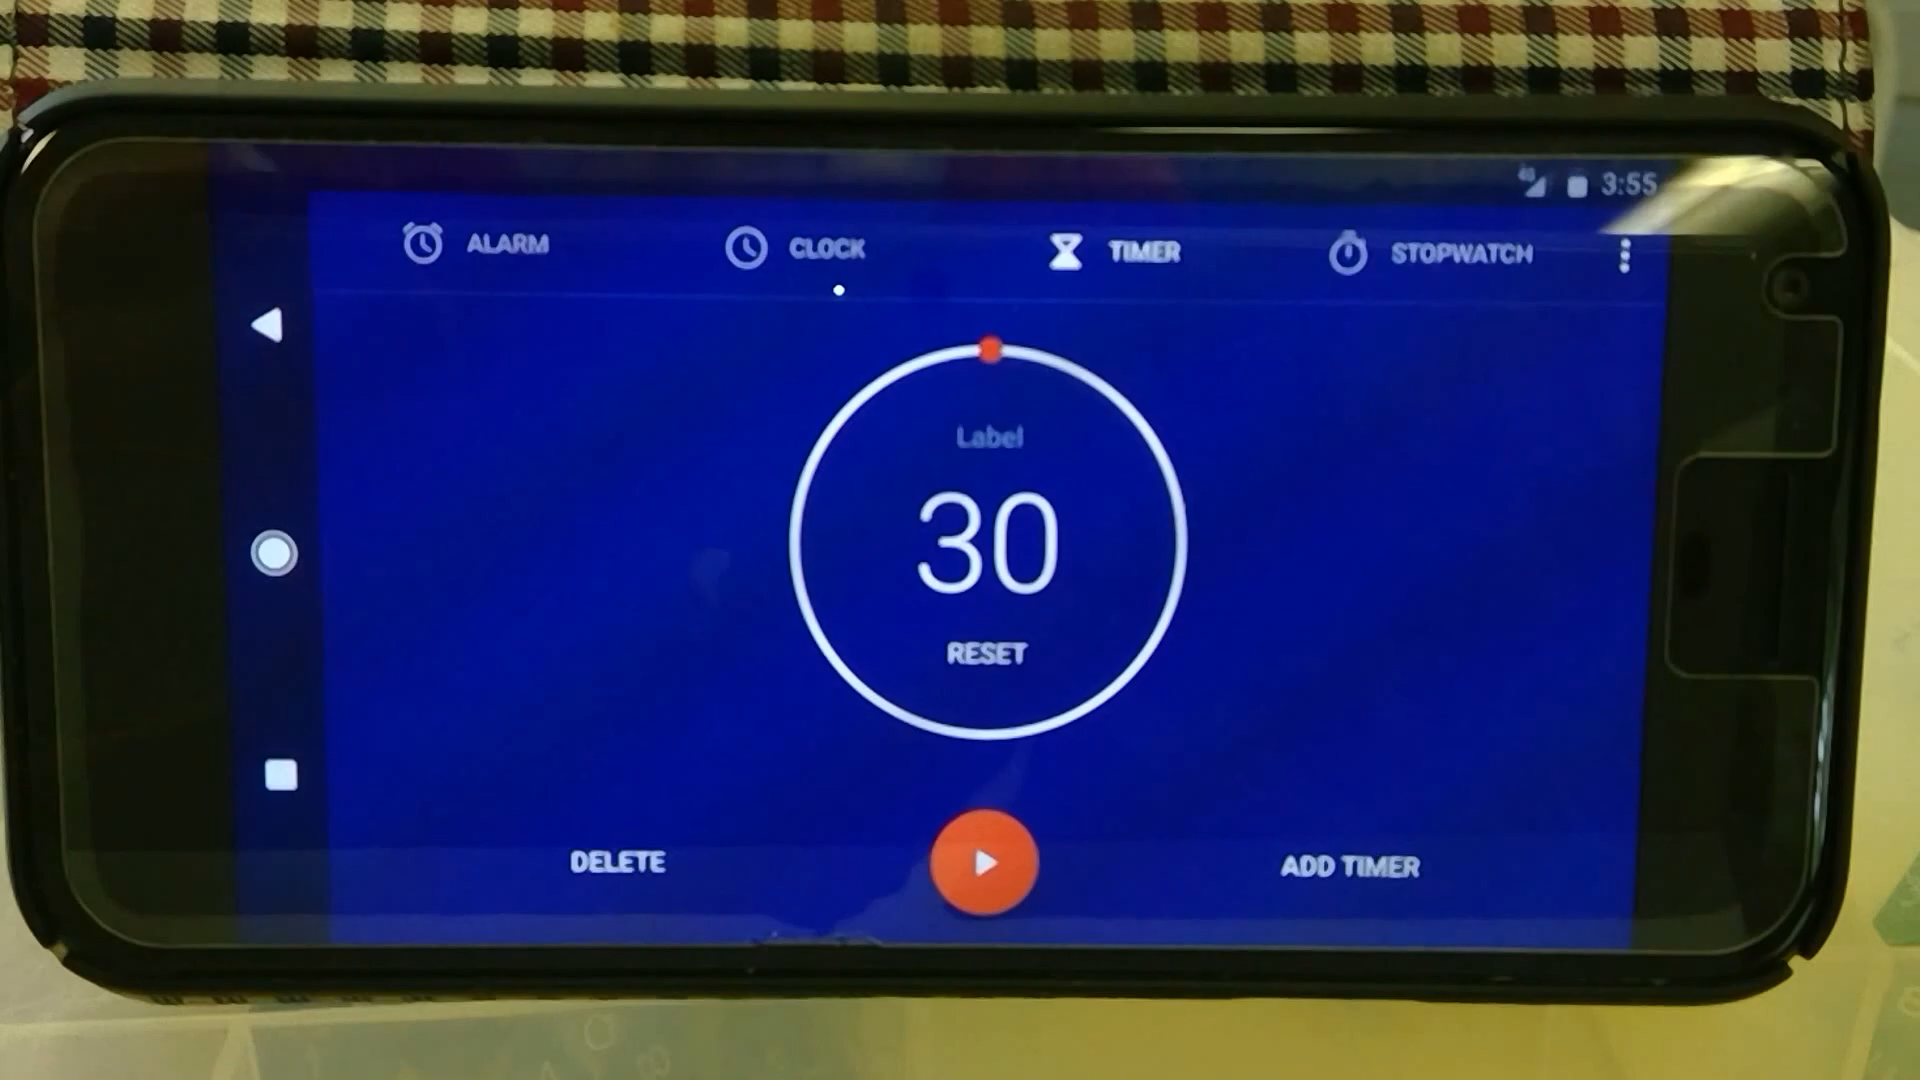 3:55
ALARM CLOCK TIMER STOPWATCH
Label
30
RESET
DELETE ADD TIMER